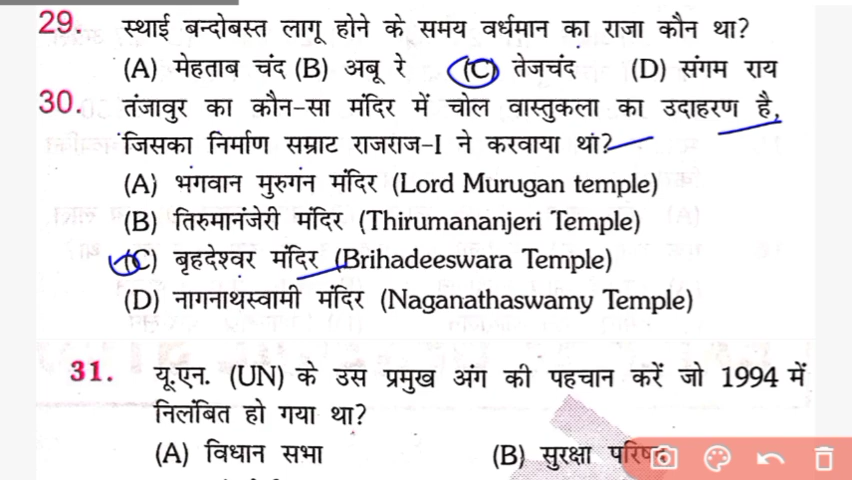 29. स्थाई बन्दोबस्त लागू होने के समय वर्धमान का राजा कौन था?
(A) मेहताब चंद (B) अबू रे (C) तेजचंद (D) संगम राय
30. तंजावुर का कौन-सा मंदिर में चोल वास्तुकला का उदाहरण है,
जिसका निर्माण सम्राट राजराज-I ने करवाया था?
(A) भगवान मुरुगन मंदिर (Lord Murugan temple)
(B) तिरुमानंजेरी मंदिर (Thirumananjeri Temple)
(C) बृहदेश्वर मंदिर (Brihadeeswara Temple)
(D) नागनाथस्वामी मंदिर (Naganathaswamy Temple)
31. यू.एन. (UN) के उस प्रमुख अंग की पहचान करें जो 1994 में
निलंबित हो गया था?
(A) विधान सभा (B) सुरक्षा परिषद